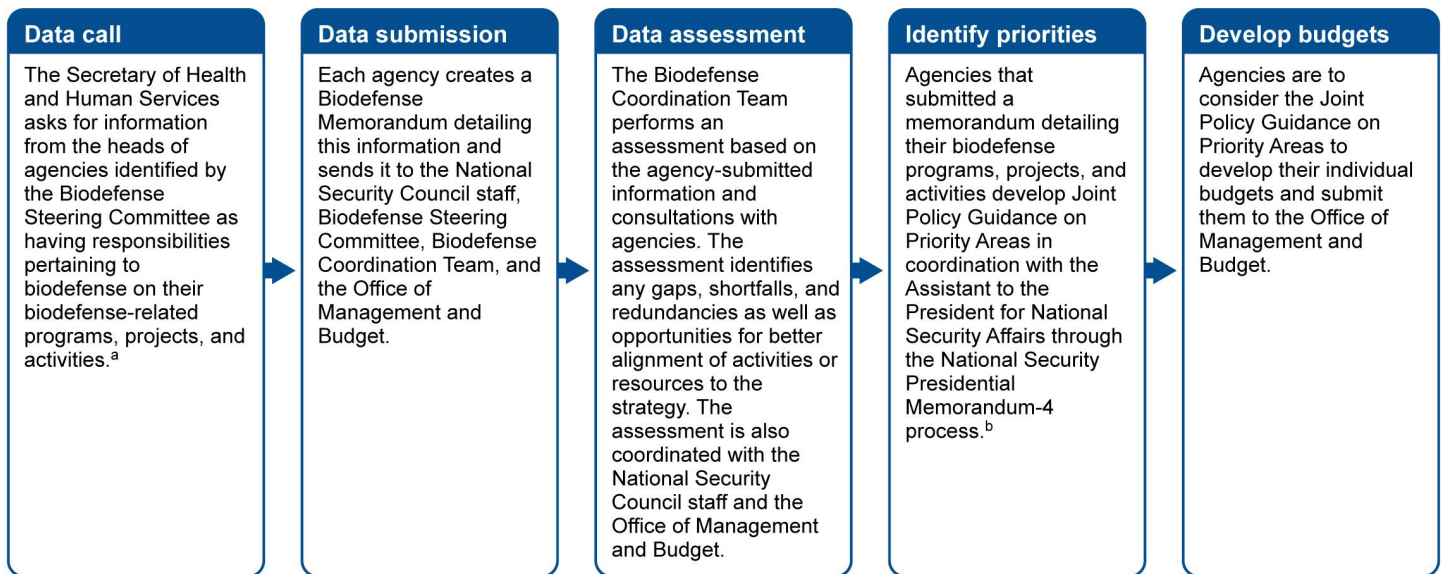 Data call
The Secretary of Health
and Human Services
asks for information
from the heads of
agencies identified by
the Biodefense
Steering Committee as
having responsibilities
pertaining to
biodefense on their
biodefense-related
programs, projects, and
activities.a
Data submission
Each agency creates a
Biodefense
Memorandum detailing
this information and
sends it to the National
Security Council staff,
Biodefense Steering
Committee, Biodefense
Coordination Team, and
the Office of
Management and
Budget.
Data assessment
The Biodefense
Coordination Team
performs an
assessment based on
the agency-submitted
information and
consultations with
agencies. The
assessment identifies
any gaps, shortfalls, and
redundancies as well as
opportunities for better
alignment of activities or
resources to the
strategy. The
assessment is also
coordinated with the
National Security
Council staff and the
Office of Management
and Budget.
Identify priorities
Agencies that
submitted a
memorandum detailing
their biodefense
programs, projects, and
activities develop Joint
Policy Guidance on
Priority Areas in
coordination with the
Assistant to the
President for National
Security Affairs through
the National Security
Presidential
Memorandum-4
process.b
Develop budgets
Agencies are to
consider the Joint
Policy Guidance on
Priority Areas to
develop their individual
budgets and submit
them to the Office of
Management and
Budget.